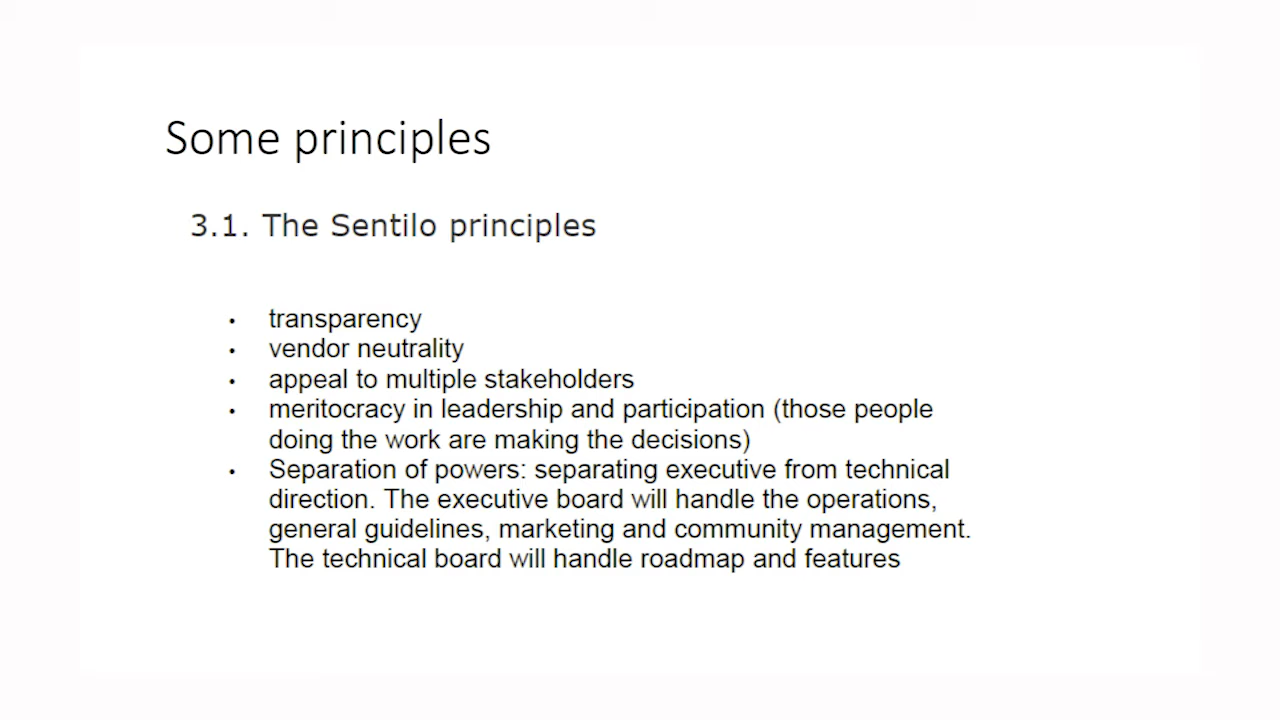 Some principles
3.1. The Sentilo principles
• transparency
• vendor neutrality
• appeal to multiple stakeholders
• meritocracy in leadership and participation (those people
doing the work are making the decisions)
• Separation of powers: separating executive from technical
direction. The executive board will handle the operations,
general guidelines, marketing and community management.
The technical board will handle roadmap and features